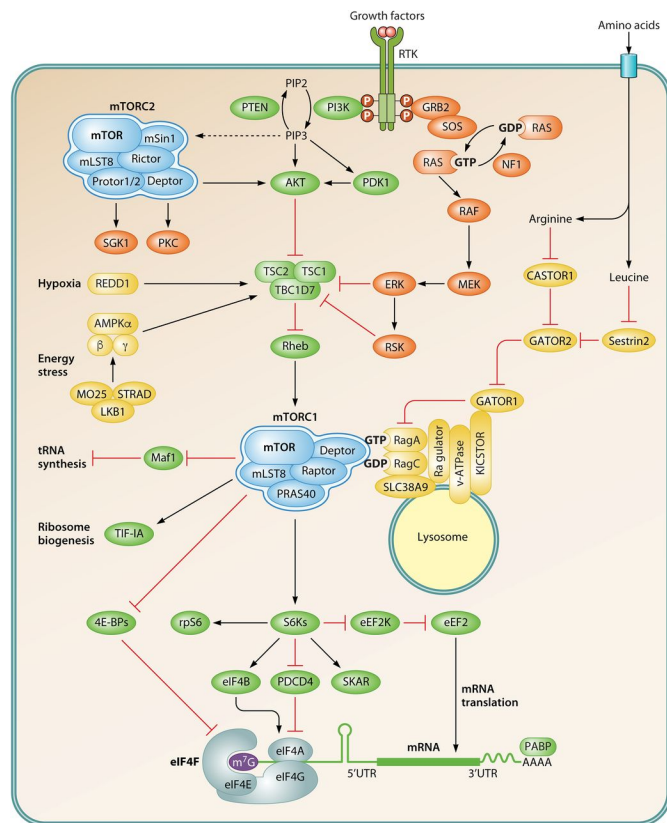 Growth factors
RTK
Amino acids
PIP2
PTEN
PI3K
P
P
P
P
GRB2
SOS
PIP3
GDP RAS
RAS GTP
NF1
mTORC2
mTOR
mSin1
mLST8
Rictor
Protor1/2
Deptor
AKT
PDK1
RAF
SGK1
PKC
Arginine
CASTOR1
Leucine
TSC2
TSC1
TBC1D7
ERK
MEK
Hypoxia
REDD1
AMPKα
β
γ
RSK
GATOR2
Sestrin2
Energy
stress
Rheb
MO25
STRAD
LKB1
GATOR1
mTORC1
mTOR
Deptor
mLST8
Raptor
PRAS40
GTP RagA
GDP RagC
SLC38A9
Ra gulator
v-ATPase
KICSTOR
tRNA
synthesis
Maf1
Lysosome
Ribosome
biogenesis
TIF-IA
4E-BPs
rpS6
S6Ks
eEF2K
eEF2
eIF4B
PDCD4
SKAR
mRNA
translation
eIF4F
m7G
eIF4A
eIF4E
eIF4G
5'UTR
mRNA
3'UTR
PABP
AAAA